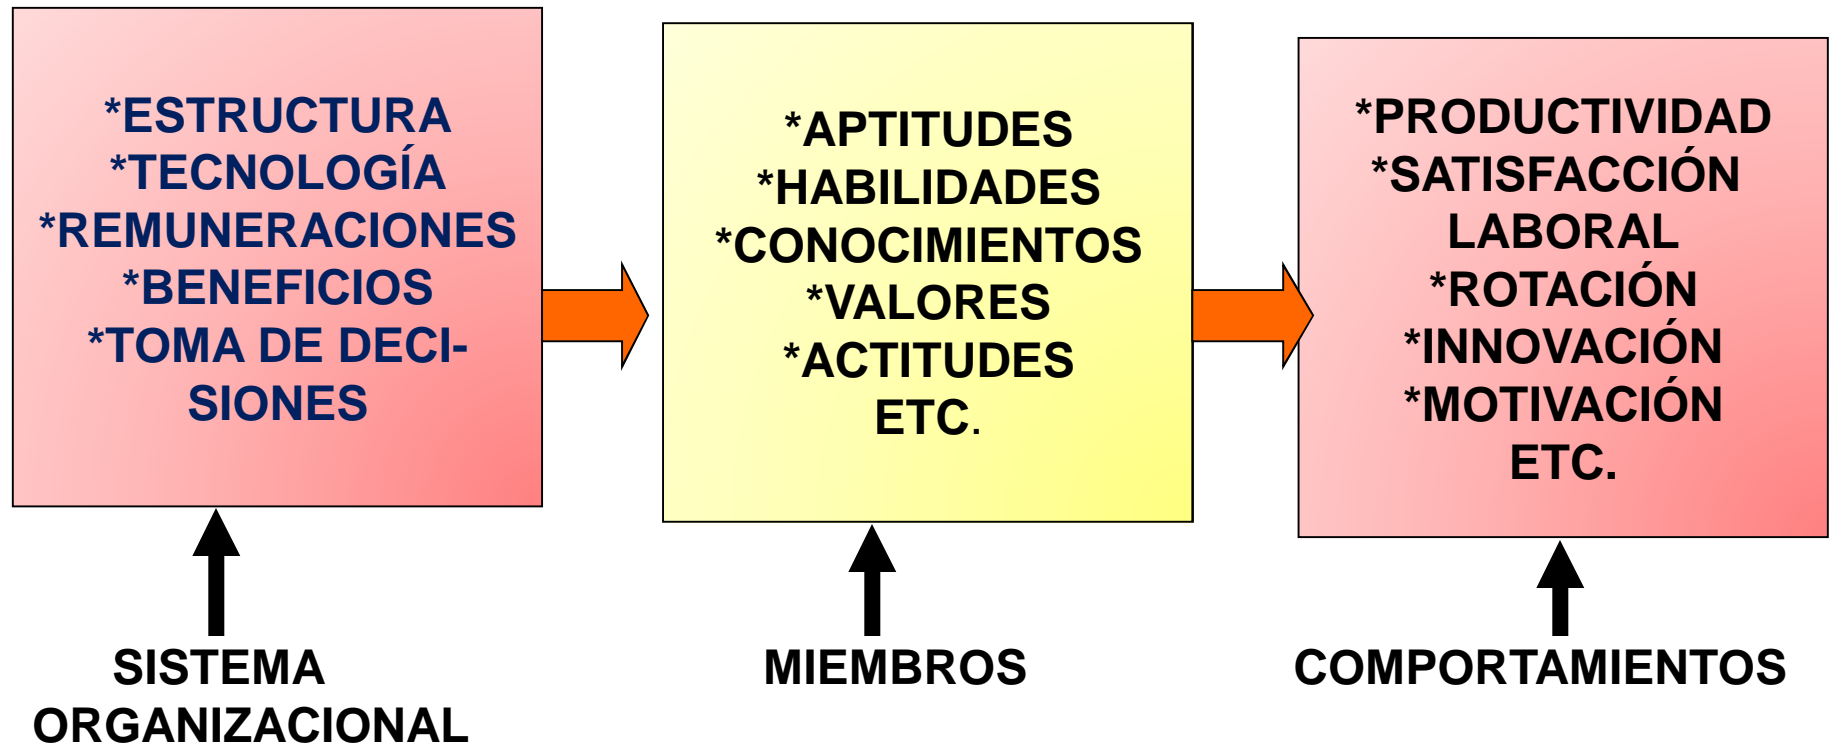 *ESTRUCTURA
*TECNOLOGÍA
*REMUNERACIONES
*BENEFICIOS
*TOMA DE DECI-
SIONES
*APTITUDES
*HABILIDADES
*CONOCIMIENTOS
*VALORES
*ACTITUDES
ETC.
*PRODUCTIVIDAD
*SATISFACCIÓN
LABORAL
*ROTACIÓN
*INNOVACIÓN
*MOTIVACIÓN
ETC.
SISTEMA
ORGANIZACIONAL
MIEMBROS
COMPORTAMIENTOS